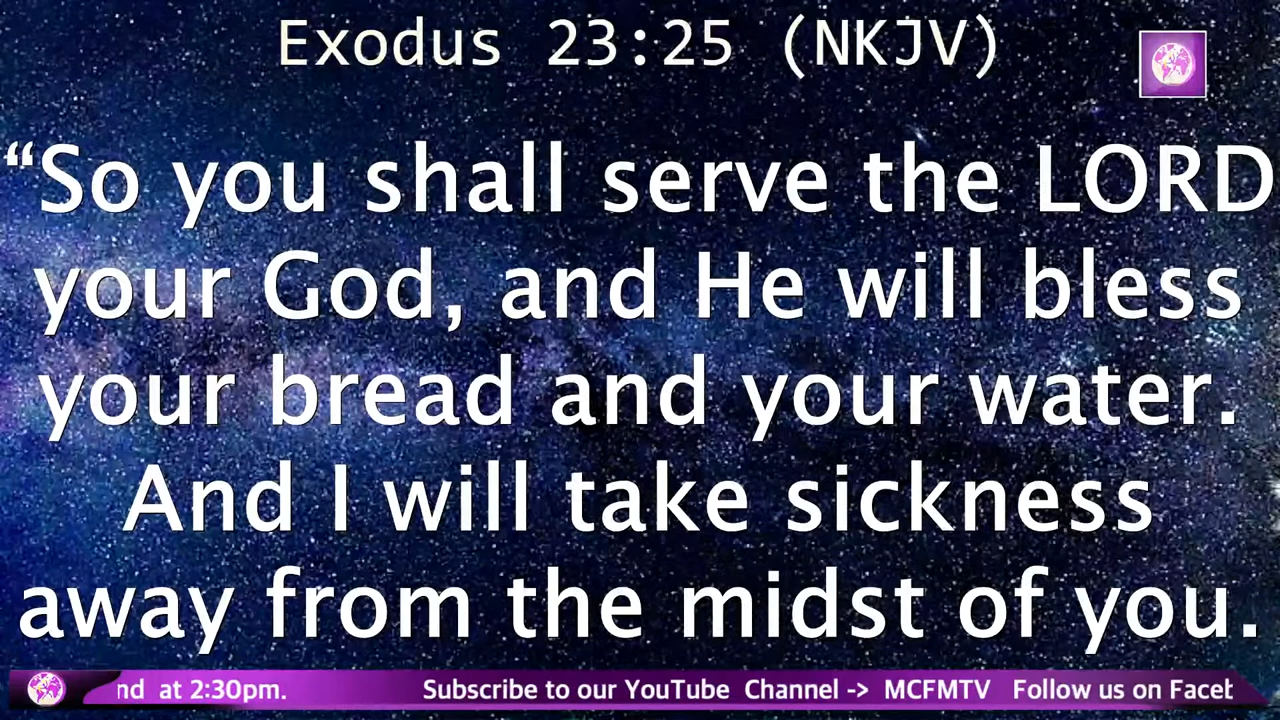 Exodus 23:25 (NKJV)
“So you shall serve the LORD
your God, and He will bless
your bread and your water.
And I will take sickness
away from the midst of you.
at 2:30pm. Subscribe to our YouTube Channel -> MCFMTV Follow us on